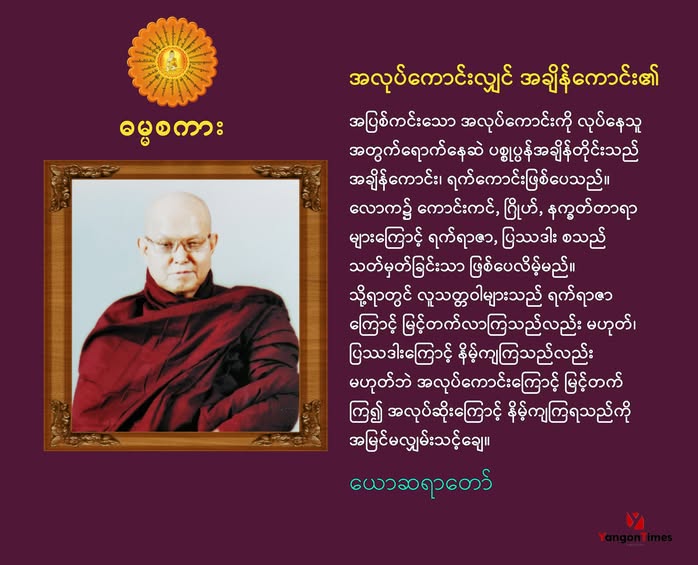 ဓမ္မစကား
အလုပ်ကောင်းလျှင် အချိန်ကောင်း၏
အပြစ်ကင်းသော အလုပ်ကောင်းကို လုပ်နေသူ
အတွက်ရောက်နေဆဲ ပစ္စုပ္ပန်အချိန်တိုင်းသည်
အချိန်ကောင်း၊ ရက်ကောင်းဖြစ်ပေသည်။
လောက၌ ကောင်းကင်, ဂြိုဟ်, နက္ခတ်တာရာ
များကြောင့် ရက်ရာဇာ, ပြဿဒါး စသည်
သတ်မှတ်ခြင်းသာ ဖြစ်ပေလိမ့်မည်။
သို့ရာတွင် လူသတ္တဝါများသည် ရက်ရာဇာ
ကြောင့် မြင့်တက်လာကြသည်လည်း မဟုတ်၊
ပြဿဒါးကြောင့် နိမ့်ကျကြသည်လည်း
မဟုတ်ဘဲ အလုပ်ကောင်းကြောင့် မြင့်တက်
ကြ၍ အလုပ်ဆိုးကြောင့် နိမ့်ကျကြရသည်ကို
အမြင်မလျှမ်းသင့်ချေ။
ယောဆရာတော်
YangonTimes